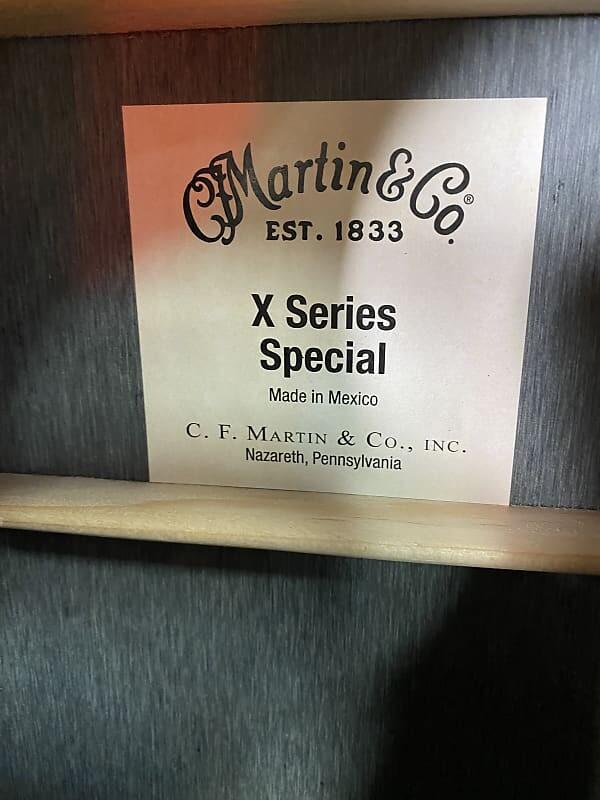 CFMartin & Co.®
EST. 1833
X Series
Special
Made in Mexico
C. F. MARTIN & CO., INC.
Nazareth, Pennsylvania